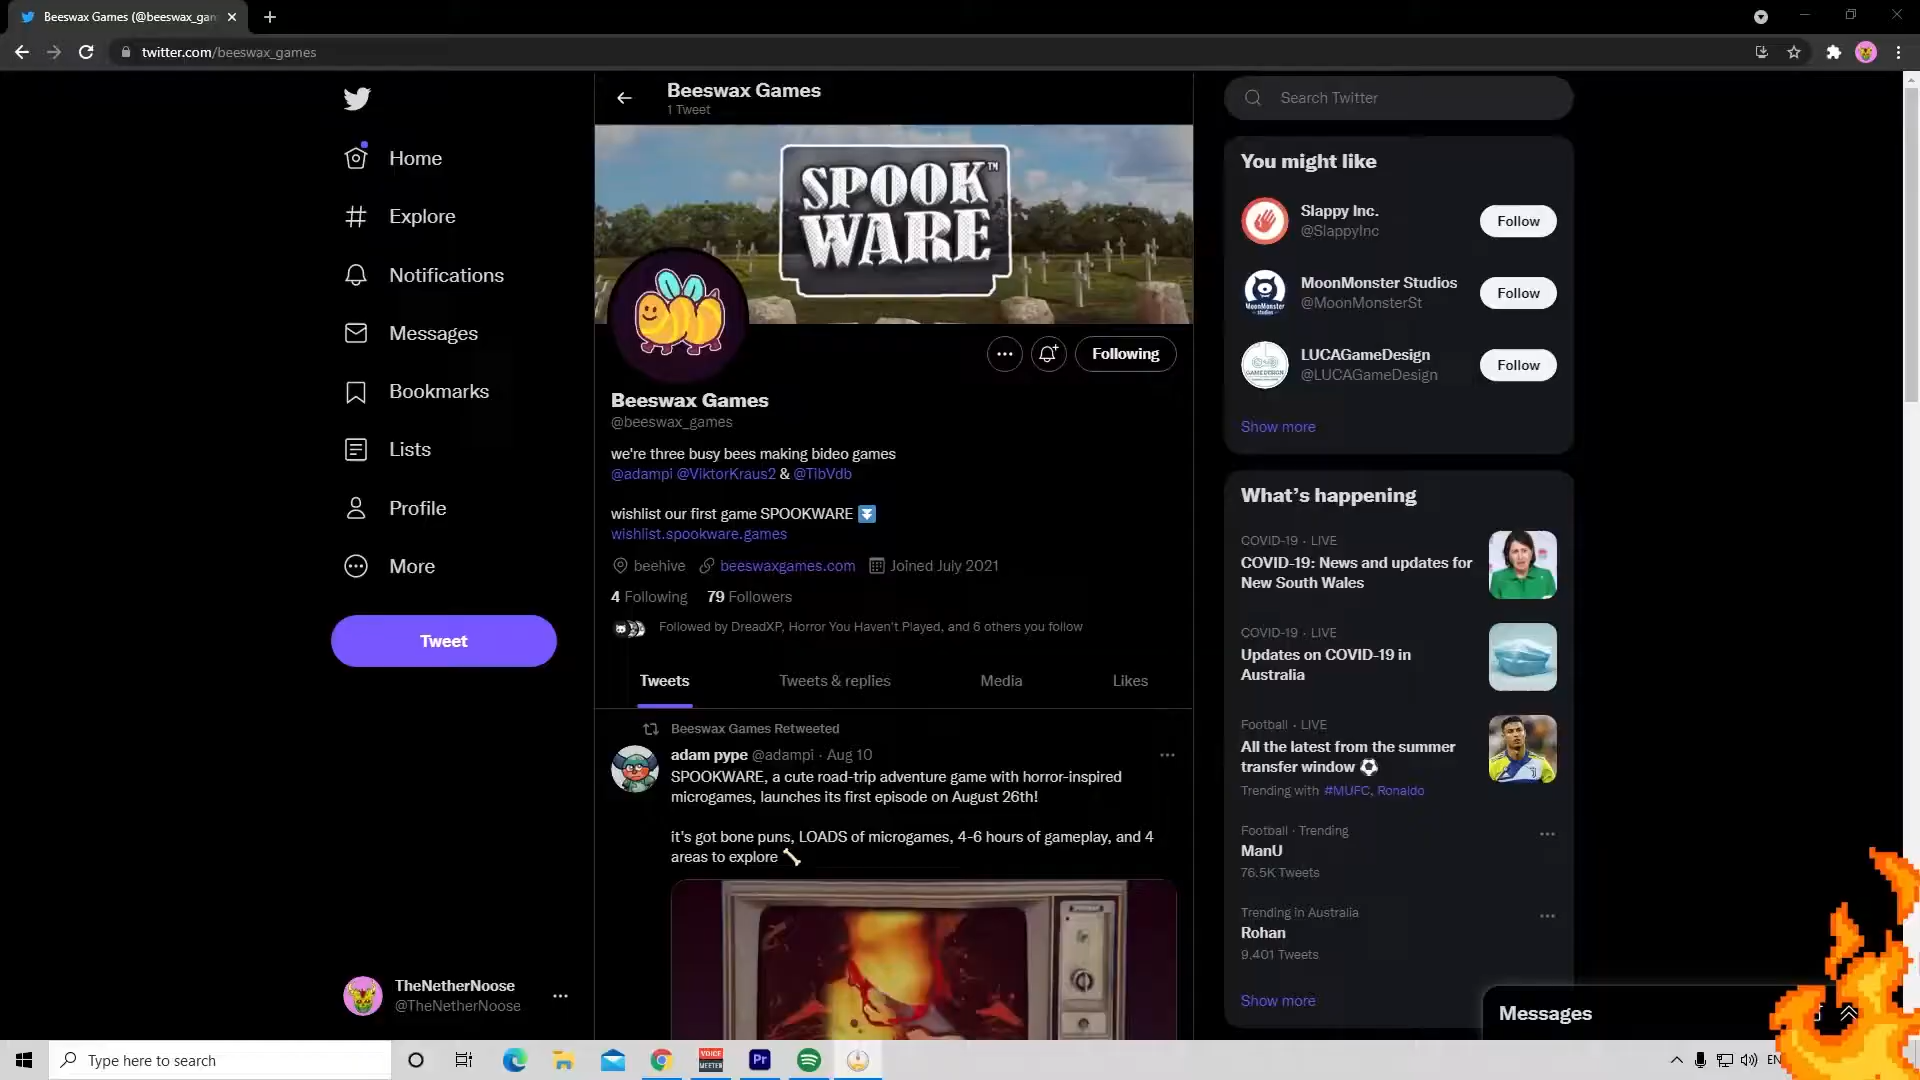 Beeswax Games (@beeswax_gam
twitter.com/beeswax_games
Beeswax Games
1 Tweet
Search Twitter
Home
Explore
Notifications
Messages
Bookmarks
Lists
Profile
More
Tweet
TheNetherNoose
@TheNetherNoose
SPOOK™
WARE
Following
Beeswax Games
@beeswax_games
we're three busy bees making bideo games
@adampi @ViktorKraus2 & @TibVdb
wishlist our first game SPOOKWARE ⏬
wishlist.spookware.games
beehive beeswaxgames.com Joined July 2021
4 Following 79 Followers
Followed by DreadXP, Horror You Haven't Played, and 6 others you follow
Tweets Tweets & replies Media Likes
Beeswax Games Retweeted
adam pype @adampi · Aug 10
SPOOKWARE, a cute road-trip adventure game with horror-inspired
microgames, launches its first episode on August 26th!
it's got bone puns, LOADS of microgames, 4-6 hours of gameplay, and 4
areas to explore 🦴
You might like
Slappy Inc.
@SlappyInc
Follow
MoonMonster Studios
@MoonMonsterSt
Follow
MoonMonster
studios
LUCAGameDesign
@LUCAGameDesign
Follow
GAMEDESIGN
Show more
What's happening
COVID-19 · LIVE
COVID-19: News and updates for
New South Wales
COVID-19 · LIVE
Updates on COVID-19 in
Australia
Football · LIVE
All the latest from the summer
transfer window ⚽
Trending with #MUFC, Ronaldo
Football · Trending
ManU
76.5K Tweets
Trending in Australia
Rohan
9,401 Tweets
Show more
Messages
Type here to search
VOICE
MEETER
Pr
EN